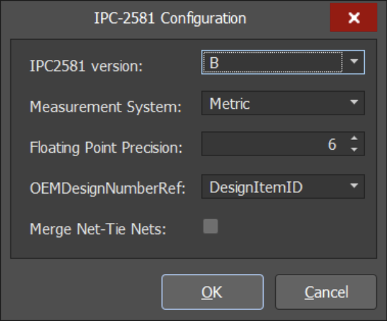 IPC-2581 Configuration
IPC2581 version: B
Measurement System: Metric
Floating Point Precision: 6
OEMDesignNumberRef: DesignItemID
Merge Net-Tie Nets:
OK Cancel